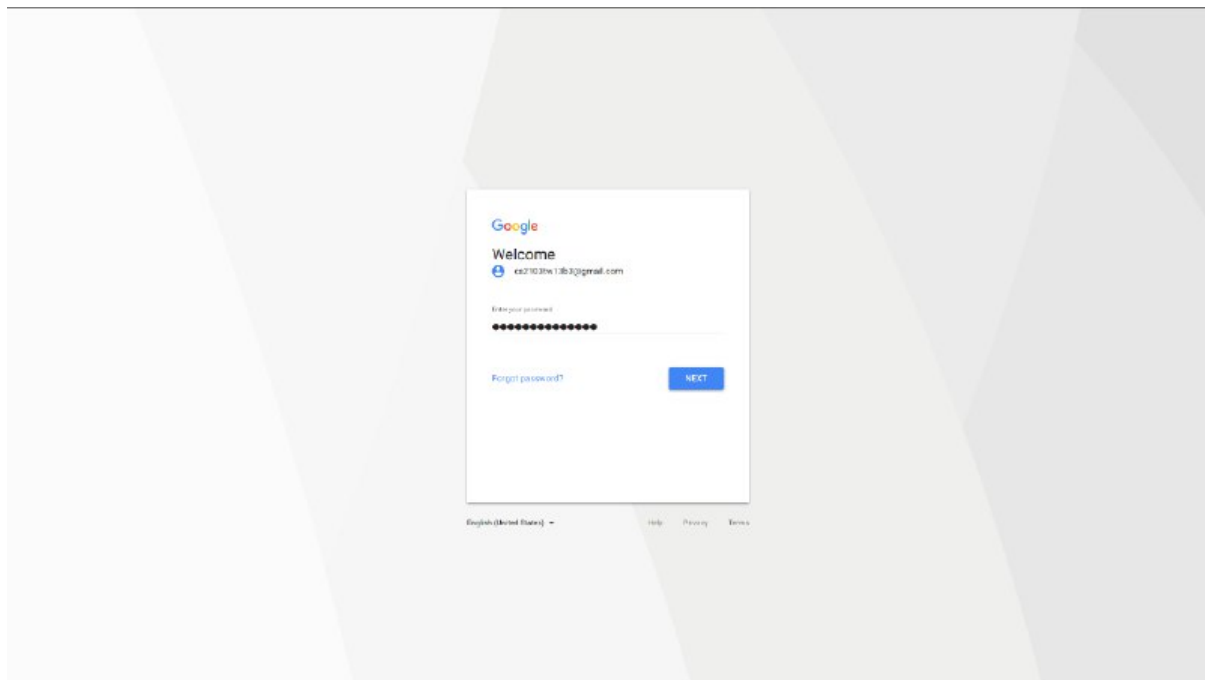 Google
Welcome
Enter your password
●●●●●●●●●●●●●●
Forgot password?
NEXT
English (United States)
Help Privacy Terms